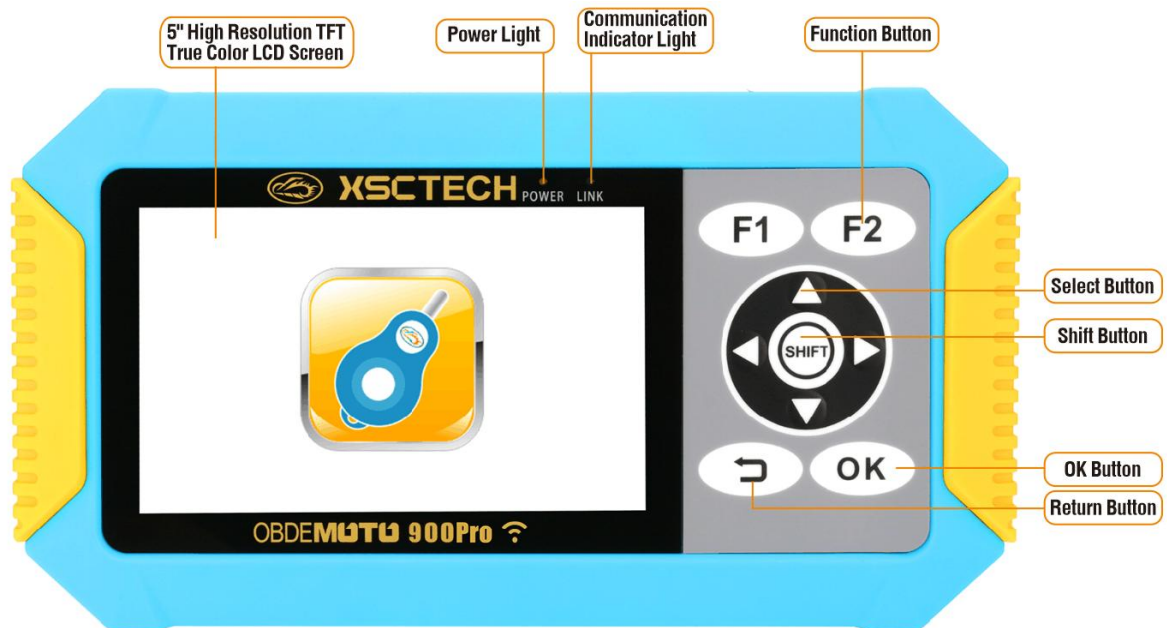 5" High Resolution TFT
True Color LCD Screen
Power Light
Communication
Indicator Light
Function Button
XSCTECH
POWER LINK
F1 F2
Select Button
Shift Button
SHIFT
OK
OK Button
Return Button
OBDEMOTO 900Pro